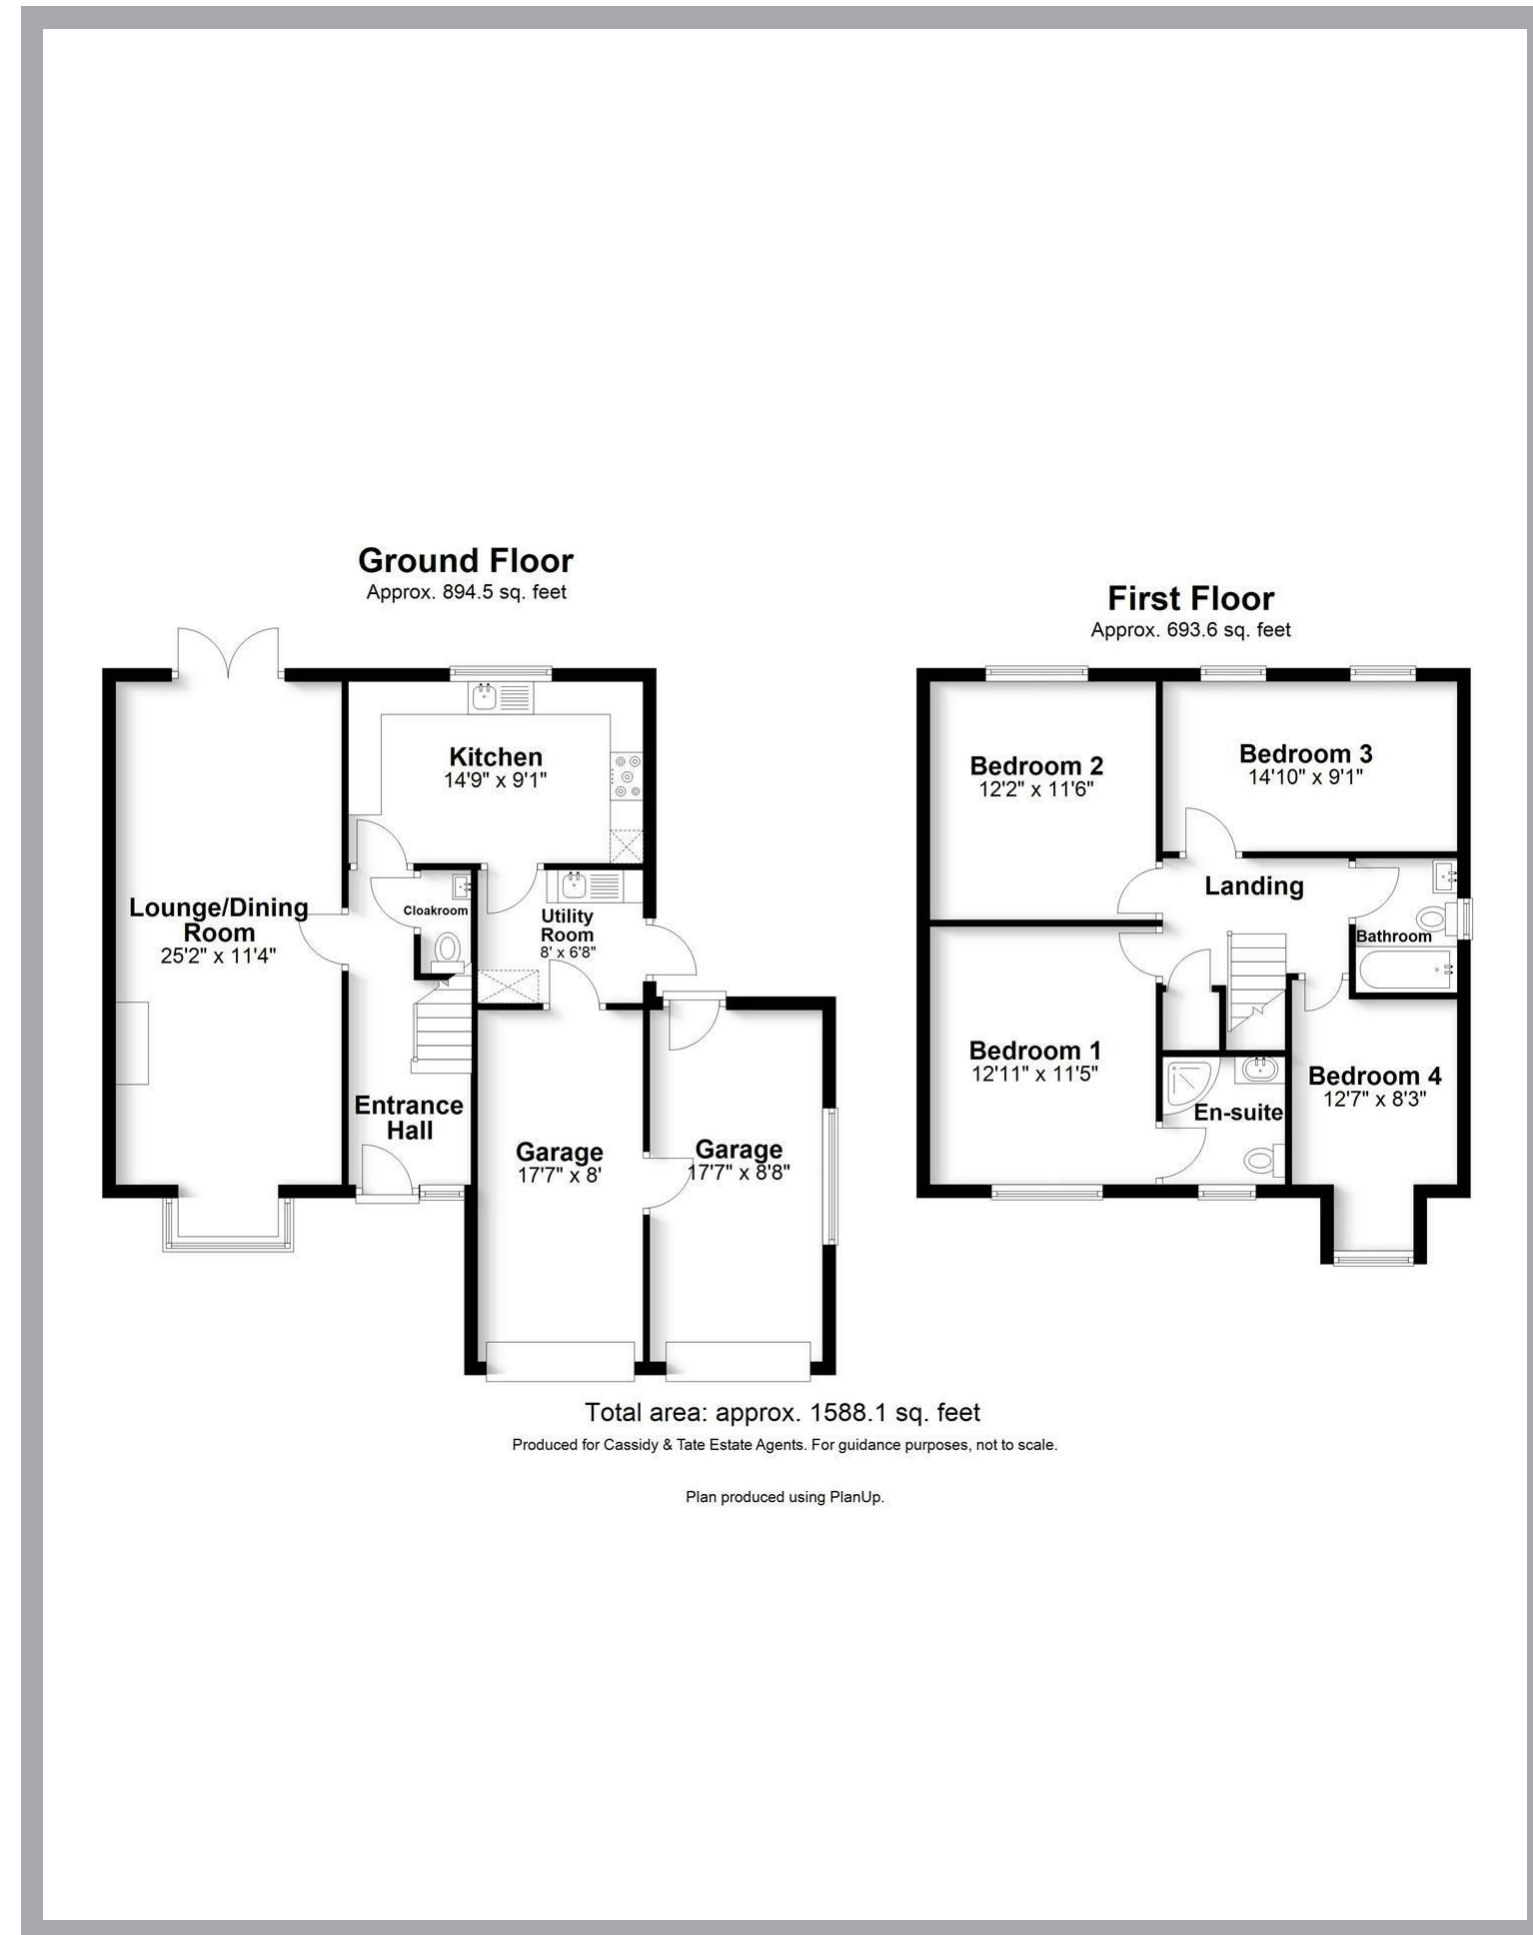 Ground Floor
Approx. 894.5 sq. feet
Kitchen
14'9" x 9'1"
Lounge/Dining
Room
25'2" x 11'4"
Cloakroom
Utility
Room
8' x 6'8"
Entrance
Hall
Garage
17'7" x 8'
Garage
17'7" x 8'8"
First Floor
Approx. 693.6 sq. feet
Bedroom 2
12'2" x 11'6"
Bedroom 3
14'10" x 9'1"
Landing
Bathroom
Bedroom 1
12'11" x 11'5"
En-suite
Bedroom 4
12'7" x 8'3"
Total area: approx. 1588.1 sq. feet
Produced for Cassidy & Tate Estate Agents. For guidance purposes, not to scale.
Plan produced using PlanUp.